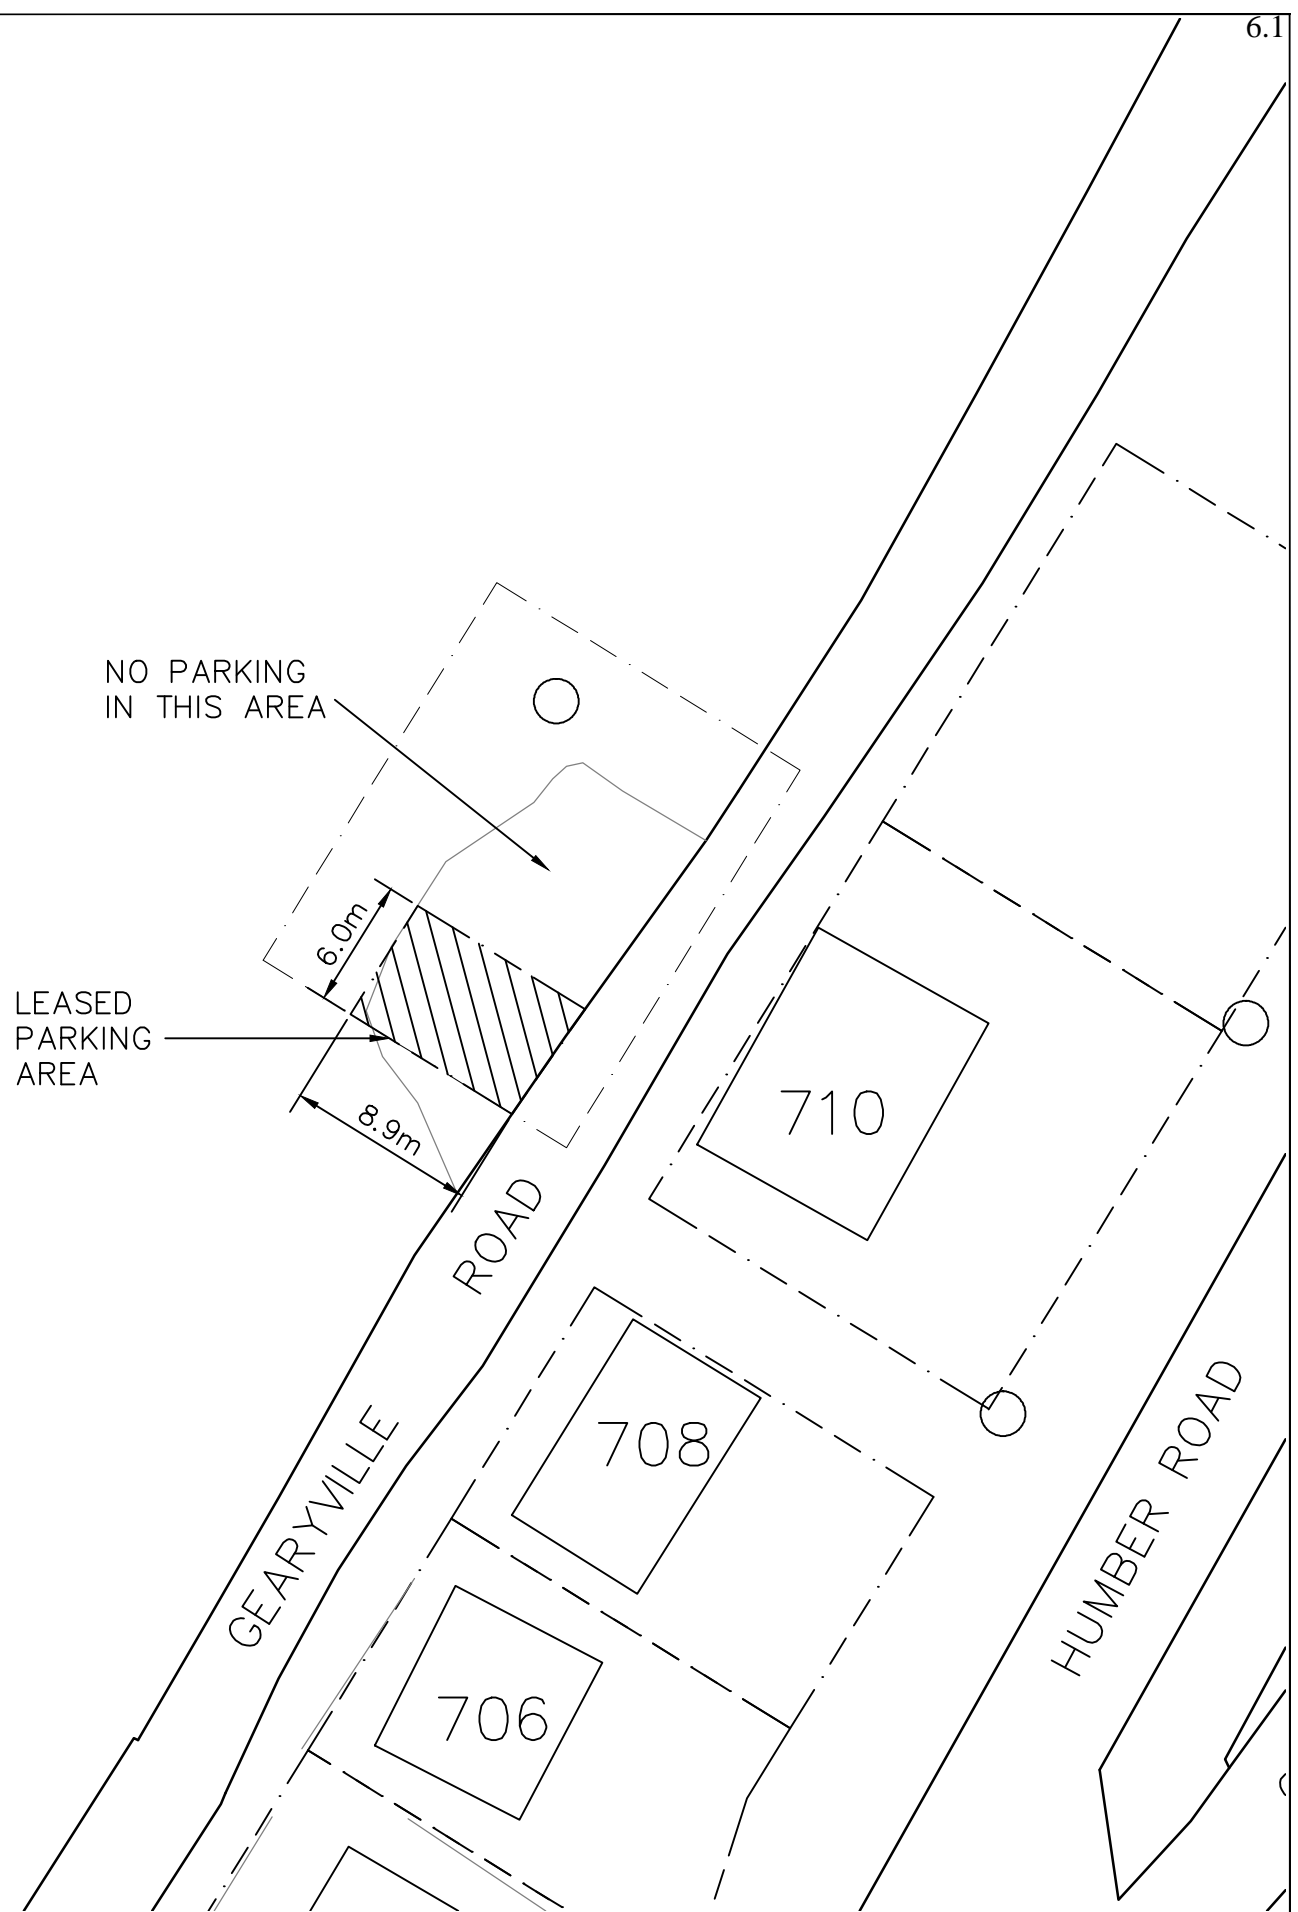 6.1
NO PARKING
IN THIS AREA
6.0m
LEASED
PARKING
AREA
8.9m
710
GEARYVILLE ROAD
708
HUMBER ROAD
706